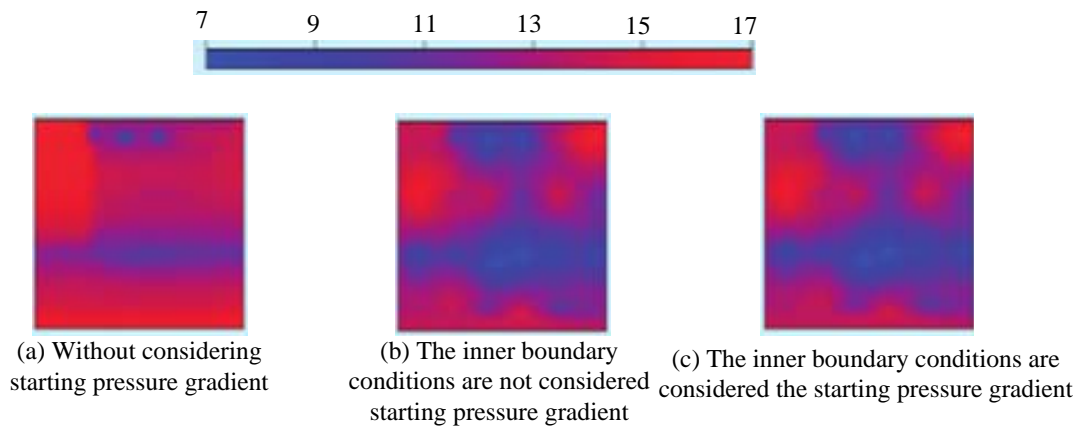 7 9 11 13 15 17
(a) Without considering
starting pressure gradient
(b) The inner boundary
conditions are not considered
starting pressure gradient
(c) The inner boundary conditions are
considered the starting pressure gradient